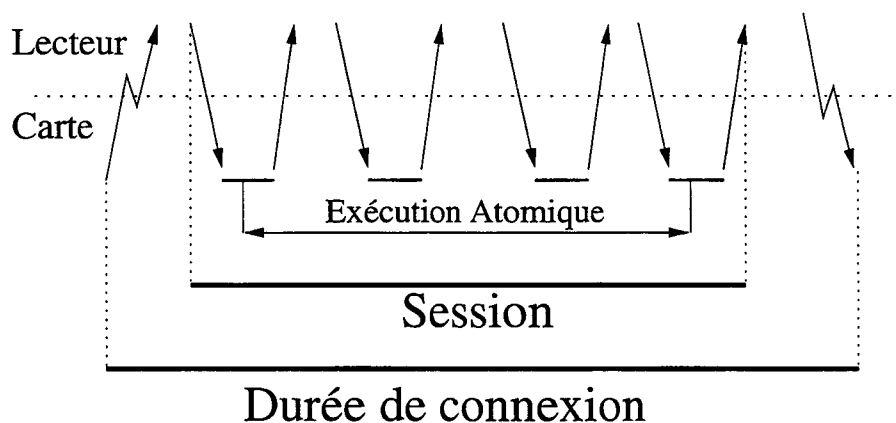 Lecteur
Carte
Exécution Atomique
Session
Durée de connexion